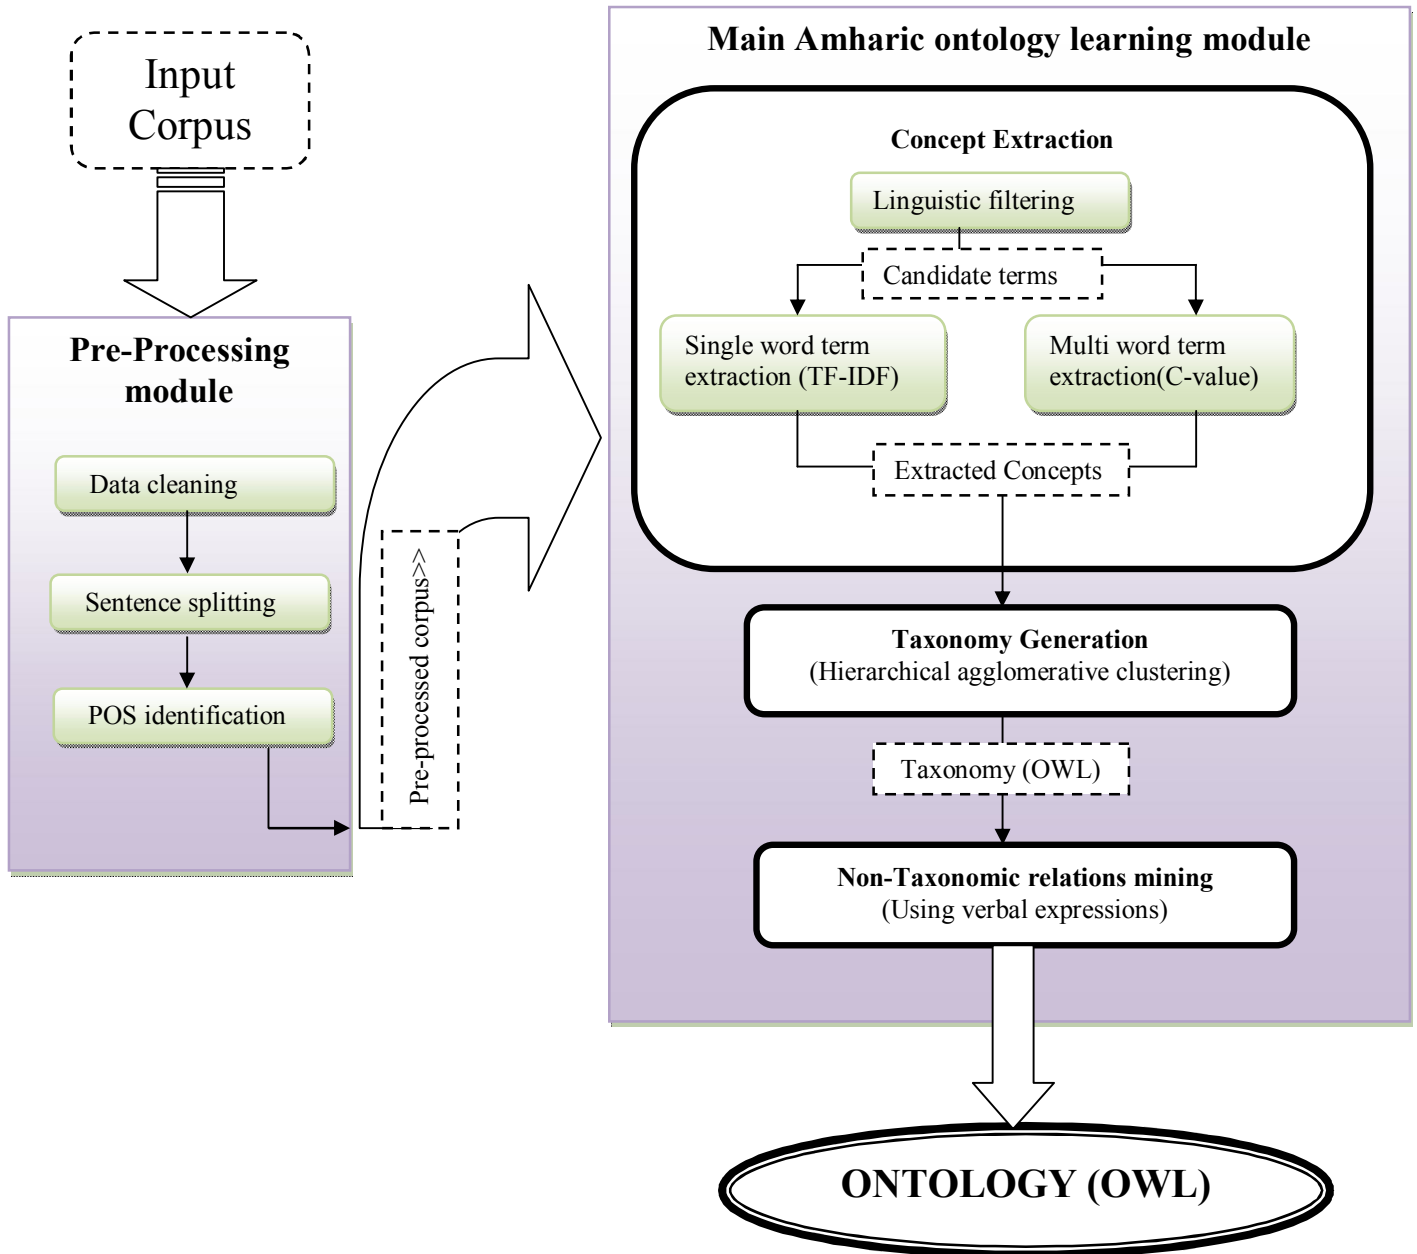 Input
Corpus
Pre-Processing
module
Data cleaning
Sentence splitting
POS identification
Pre-processed corpus>>
Main Amharic ontology learning module
Concept Extraction
Linguistic filtering
Candidate terms
Single word term
extraction (TF-IDF)
Multi word term
extraction(C-value)
Extracted Concepts
Taxonomy Generation
(Hierarchical agglomerative clustering)
Taxonomy (OWL)
Non-Taxonomic relations mining
(Using verbal expressions)
ONTOLOGY (OWL)